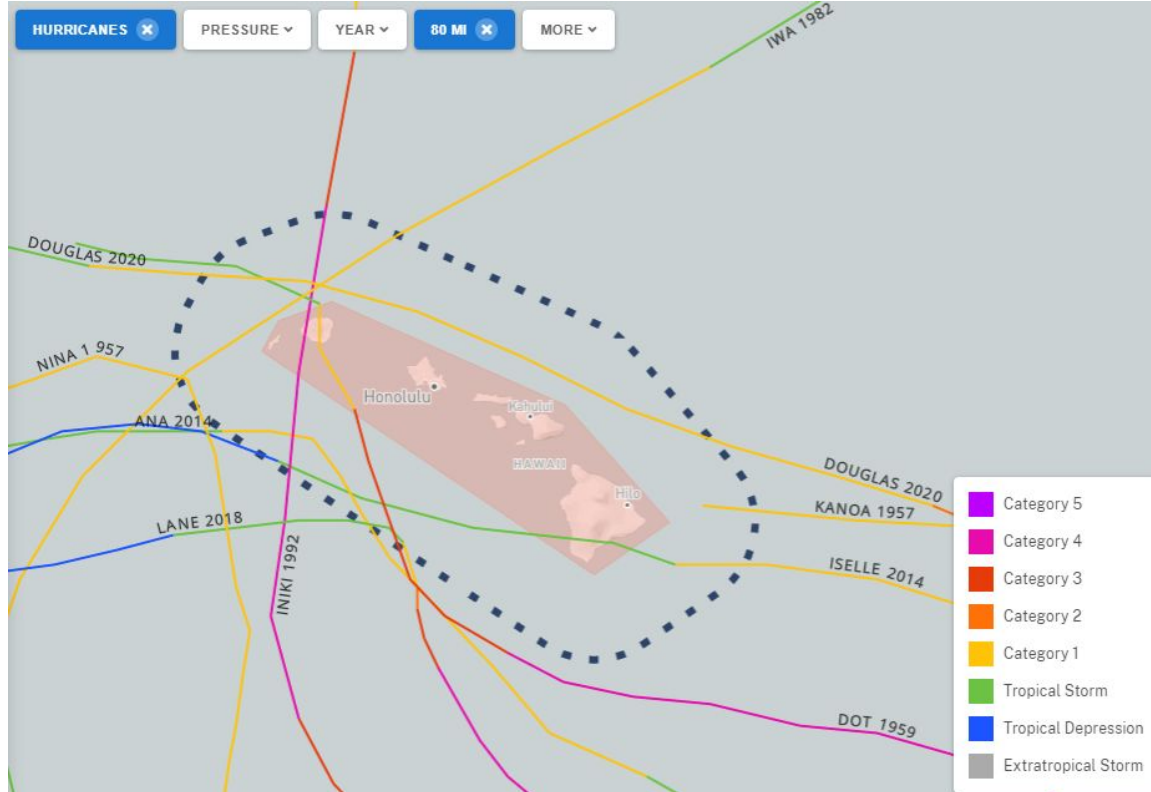 HURRICANES
PRESSURE
YEAR
80 MI
MORE
IWA 1982
DOUGLAS 2020
NINA 1 957
ANA 2014
LANE 2018
INIKI 1992
Honolulu
Kahului
HAWAII
Hilo
DOUGLAS 2020
KANOA 1957
ISELLE 2014
DOT 1959
Category 5
Category 4
Category 3
Category 2
Category 1
Tropical Storm
Tropical Depression
Extratropical Storm